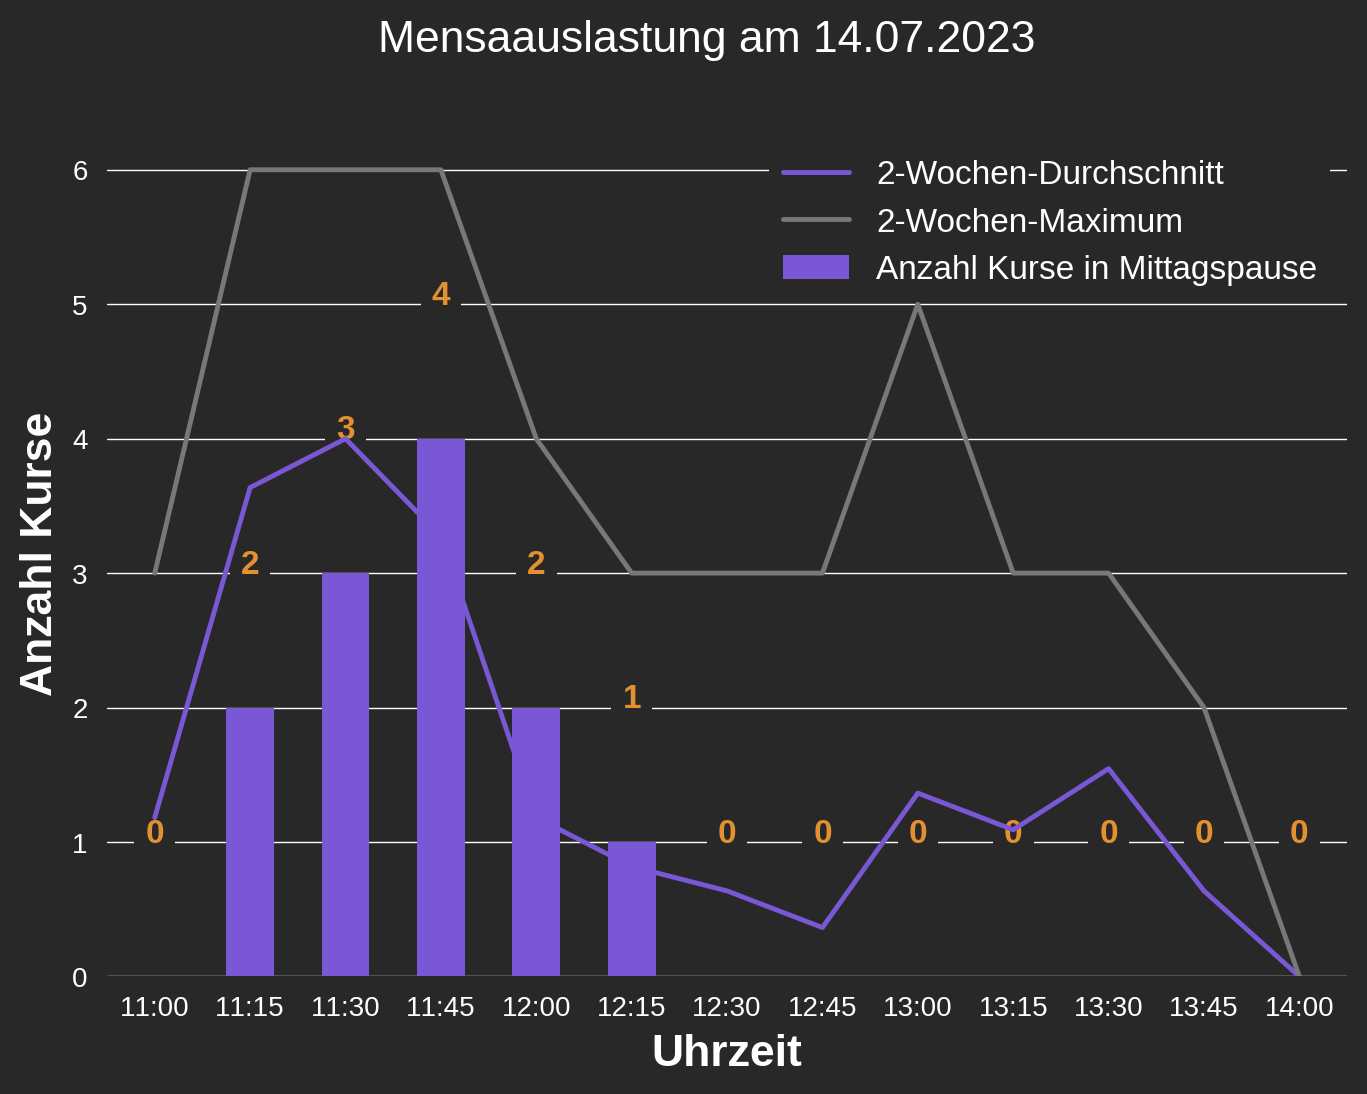 Mensaauslastung am 14.07.2023
2-Wochen-Durchschnitt
2-Wochen-Maximum
Anzahl Kurse in Mittagspause
Anzahl Kurse
6
5
4
3
2
1
0
0
2
3
4
2
1
0
0
0
0
0
0
0
11:00 11:15 11:30 11:45 12:00 12:15 12:30 12:45 13:00 13:15 13:30 13:45 14:00
Uhrzeit